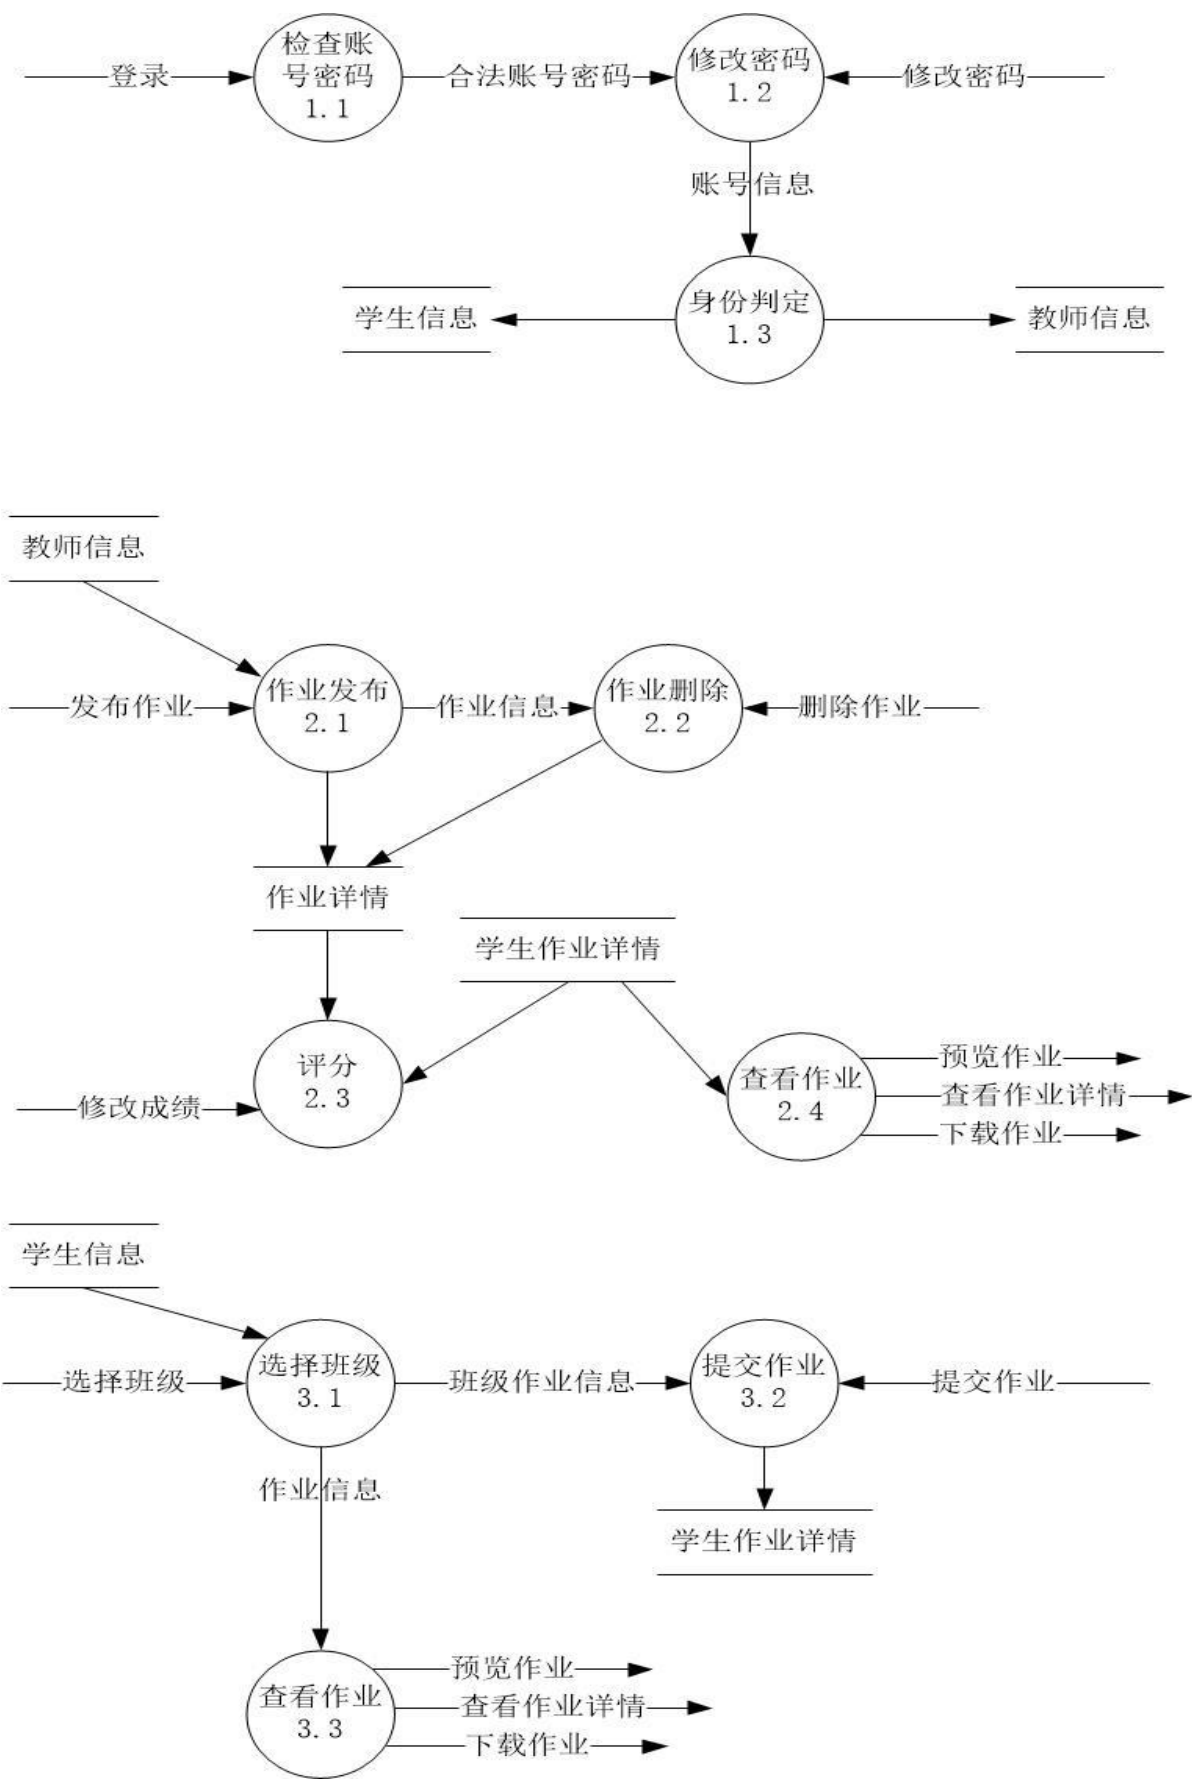 登录
检查账
号密码
1.1
合法账号密码
修改密码
1.2
修改密码
账号信息
学生信息
身份判定
1.3
教师信息
教师信息
发布作业
作业发布
2.1
作业信息
作业删除
2.2
删除作业
作业详情
学生作业详情
评分
2.3
修改成绩
查看作业
2.4
预览作业
查看作业详情
下载作业
学生信息
选择班级
选择班级
3.1
班级作业信息
提交作业
3.2
提交作业
作业信息
学生作业详情
查看作业
3.3
预览作业
查看作业详情
下载作业